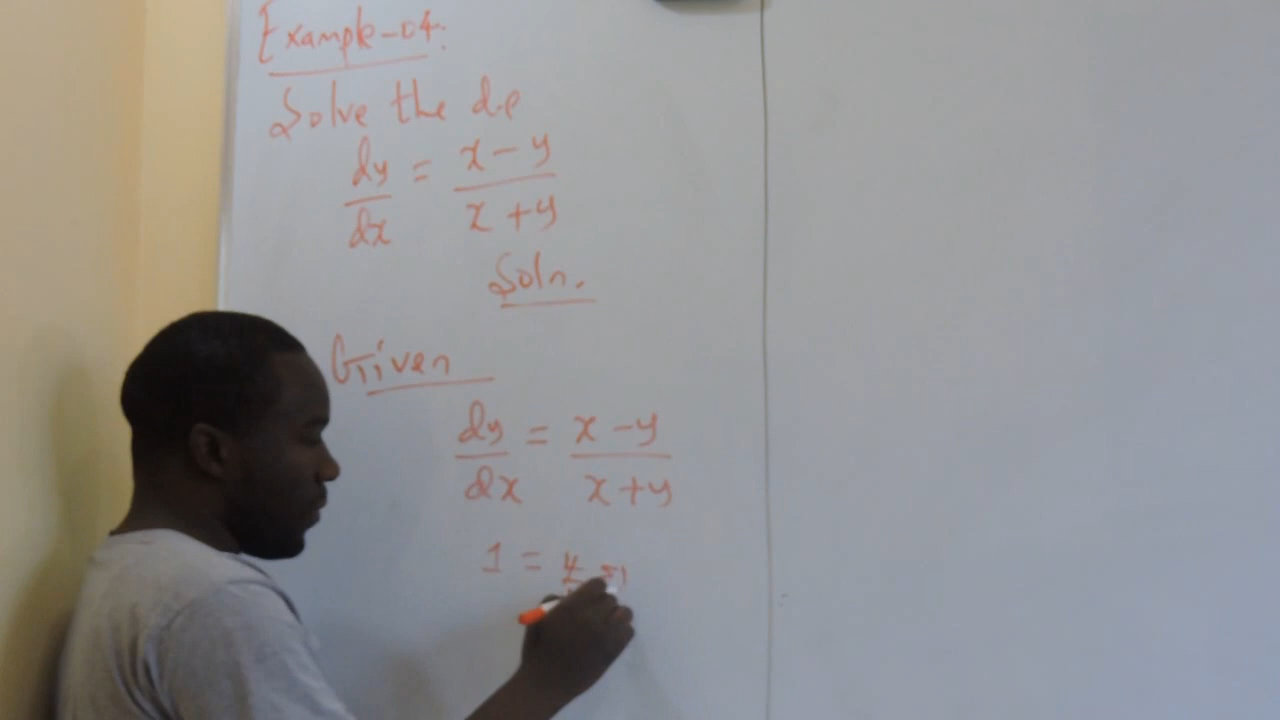 Example-04.
Solve the d.e
dy/dx = x - y / x + y
Soln.
Given
dy/dx = x - y / x + y
1 =